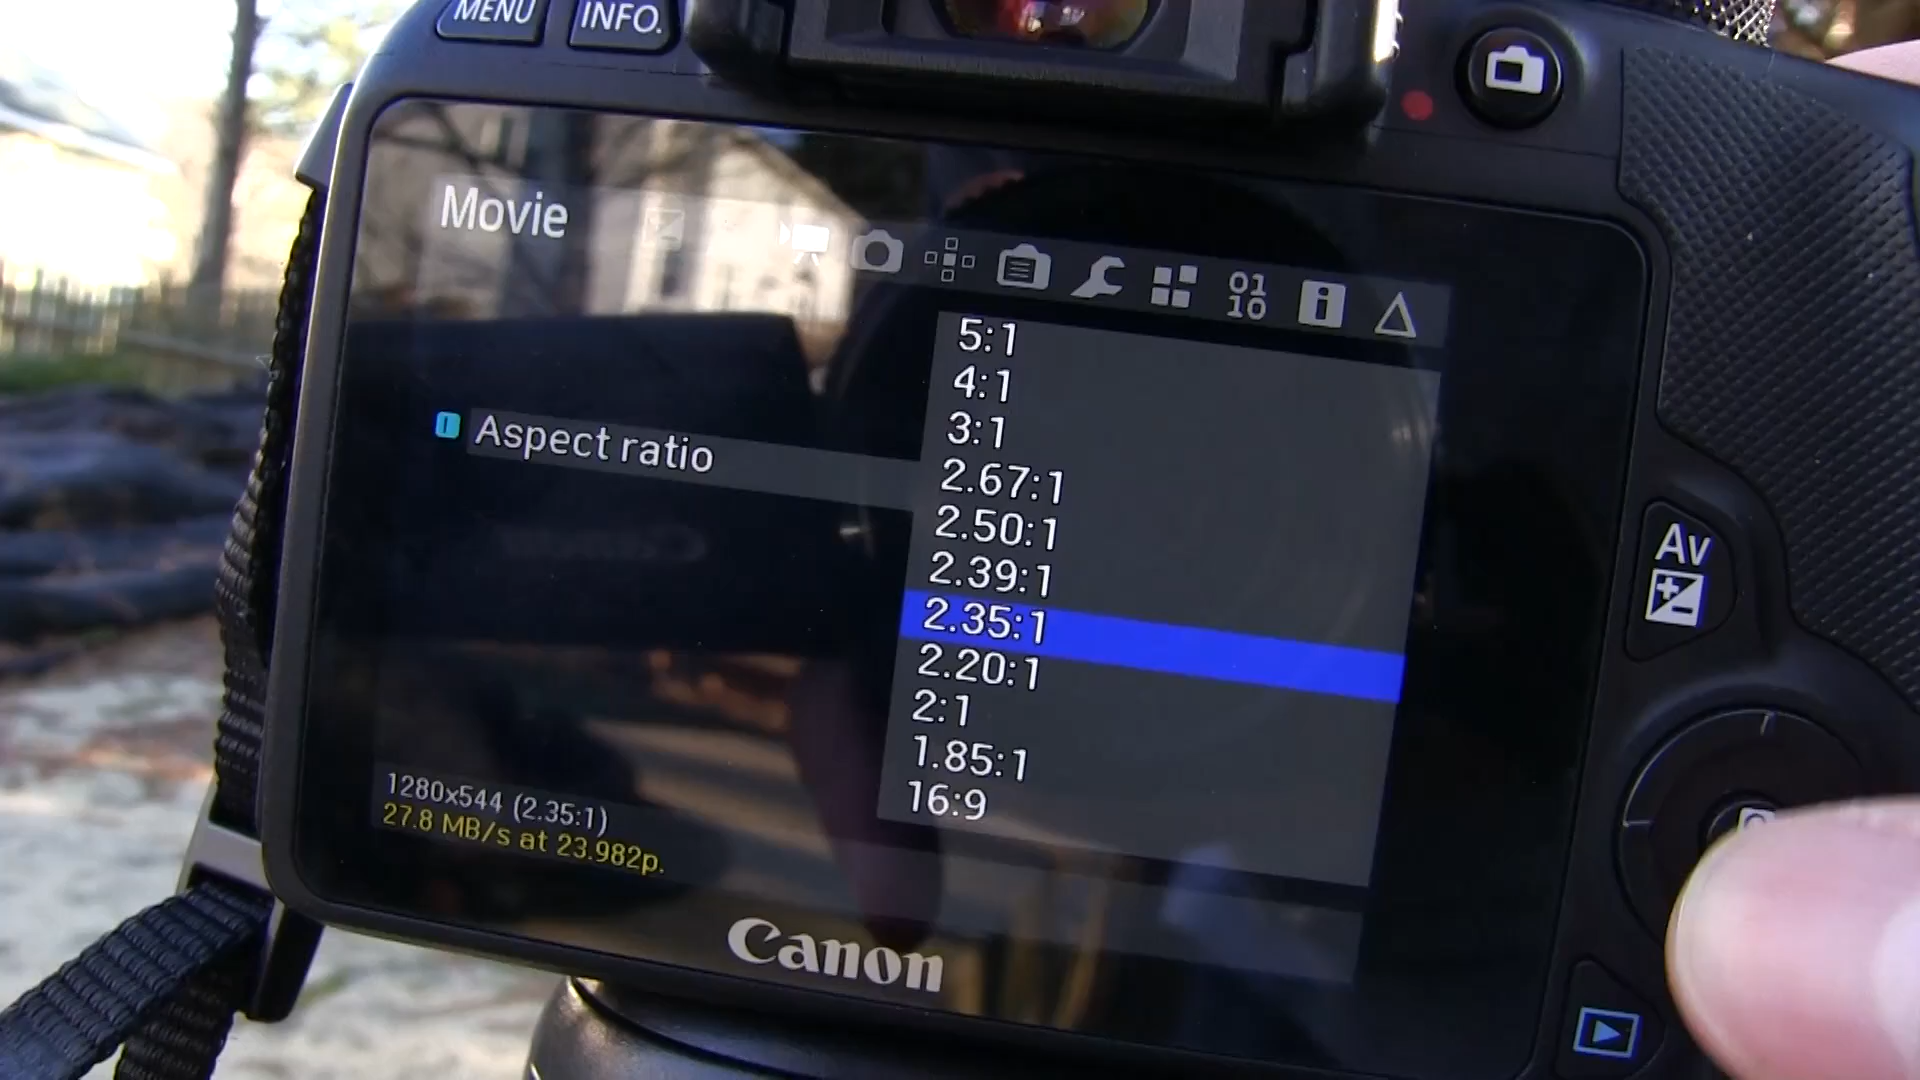 MENU
INFO.
Movie
01
10
5:1
4:1
3:1
2.67:1
2.50:1
2.39:1
2.35:1
2.20:1
2:1
1.85:1
16:9
Aspect ratio
1280x544 (2.35:1)
27.8 MB/s at 23.982p.
Canon
Av